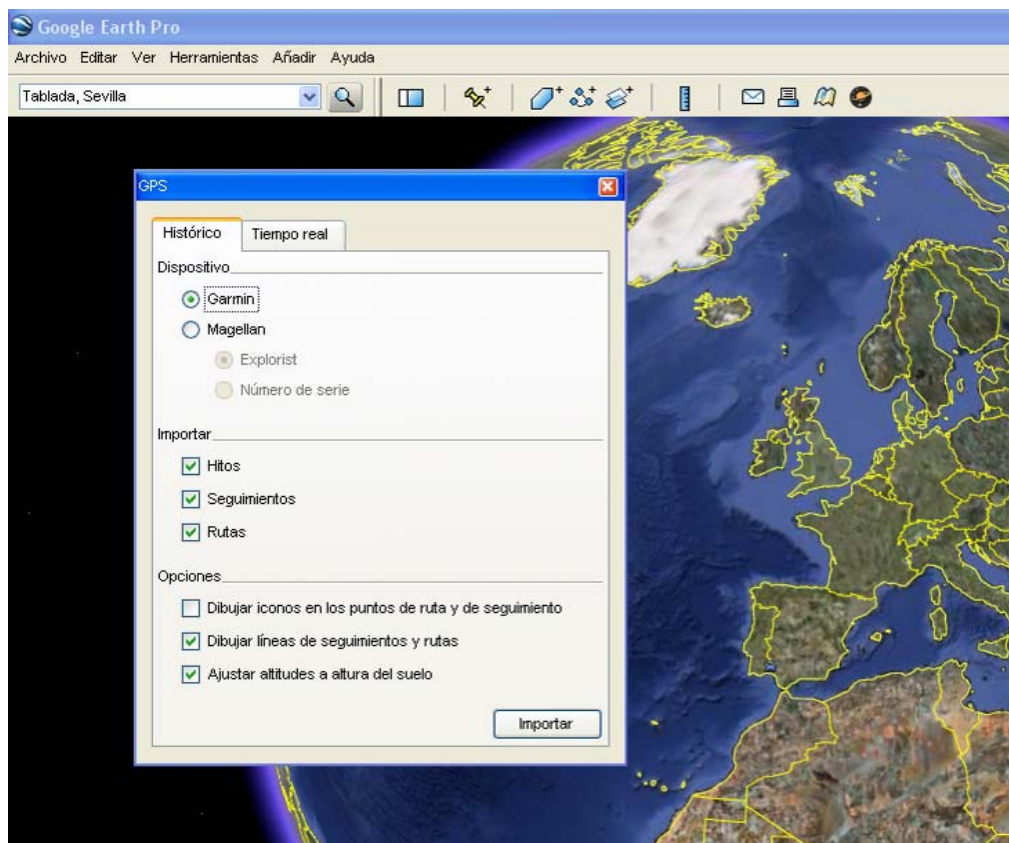 Google Earth Pro
Archivo Editar Ver Herramientas Añadir Ayuda
Tablada, Sevilla
GPS
Histórico Tiempo real
Dispositivo
Garmin
Magellan
Explorist
Número de serie
Importar
Hitos
Seguimientos
Rutas
Opciones
Dibujar iconos en los puntos de ruta y de seguimiento
Dibujar líneas de seguimientos y rutas
Ajustar altitudes a altura del suelo
Importar